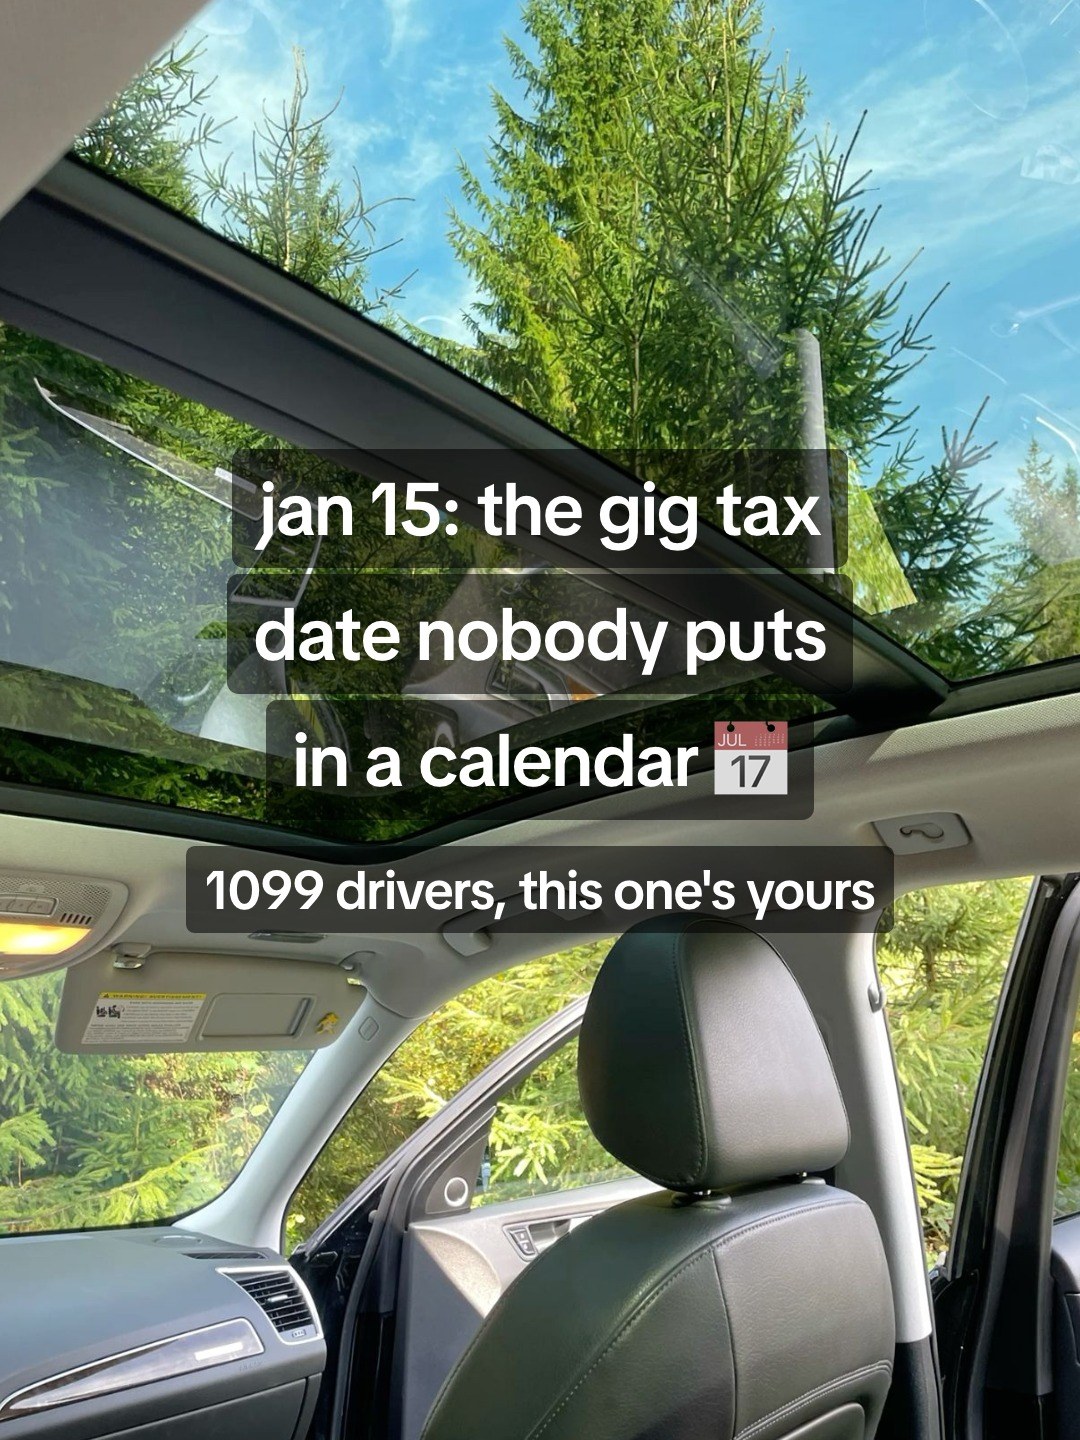 jan 15: the gig tax
date nobody puts
in a calendar 📅
1099 drivers, this one's yours